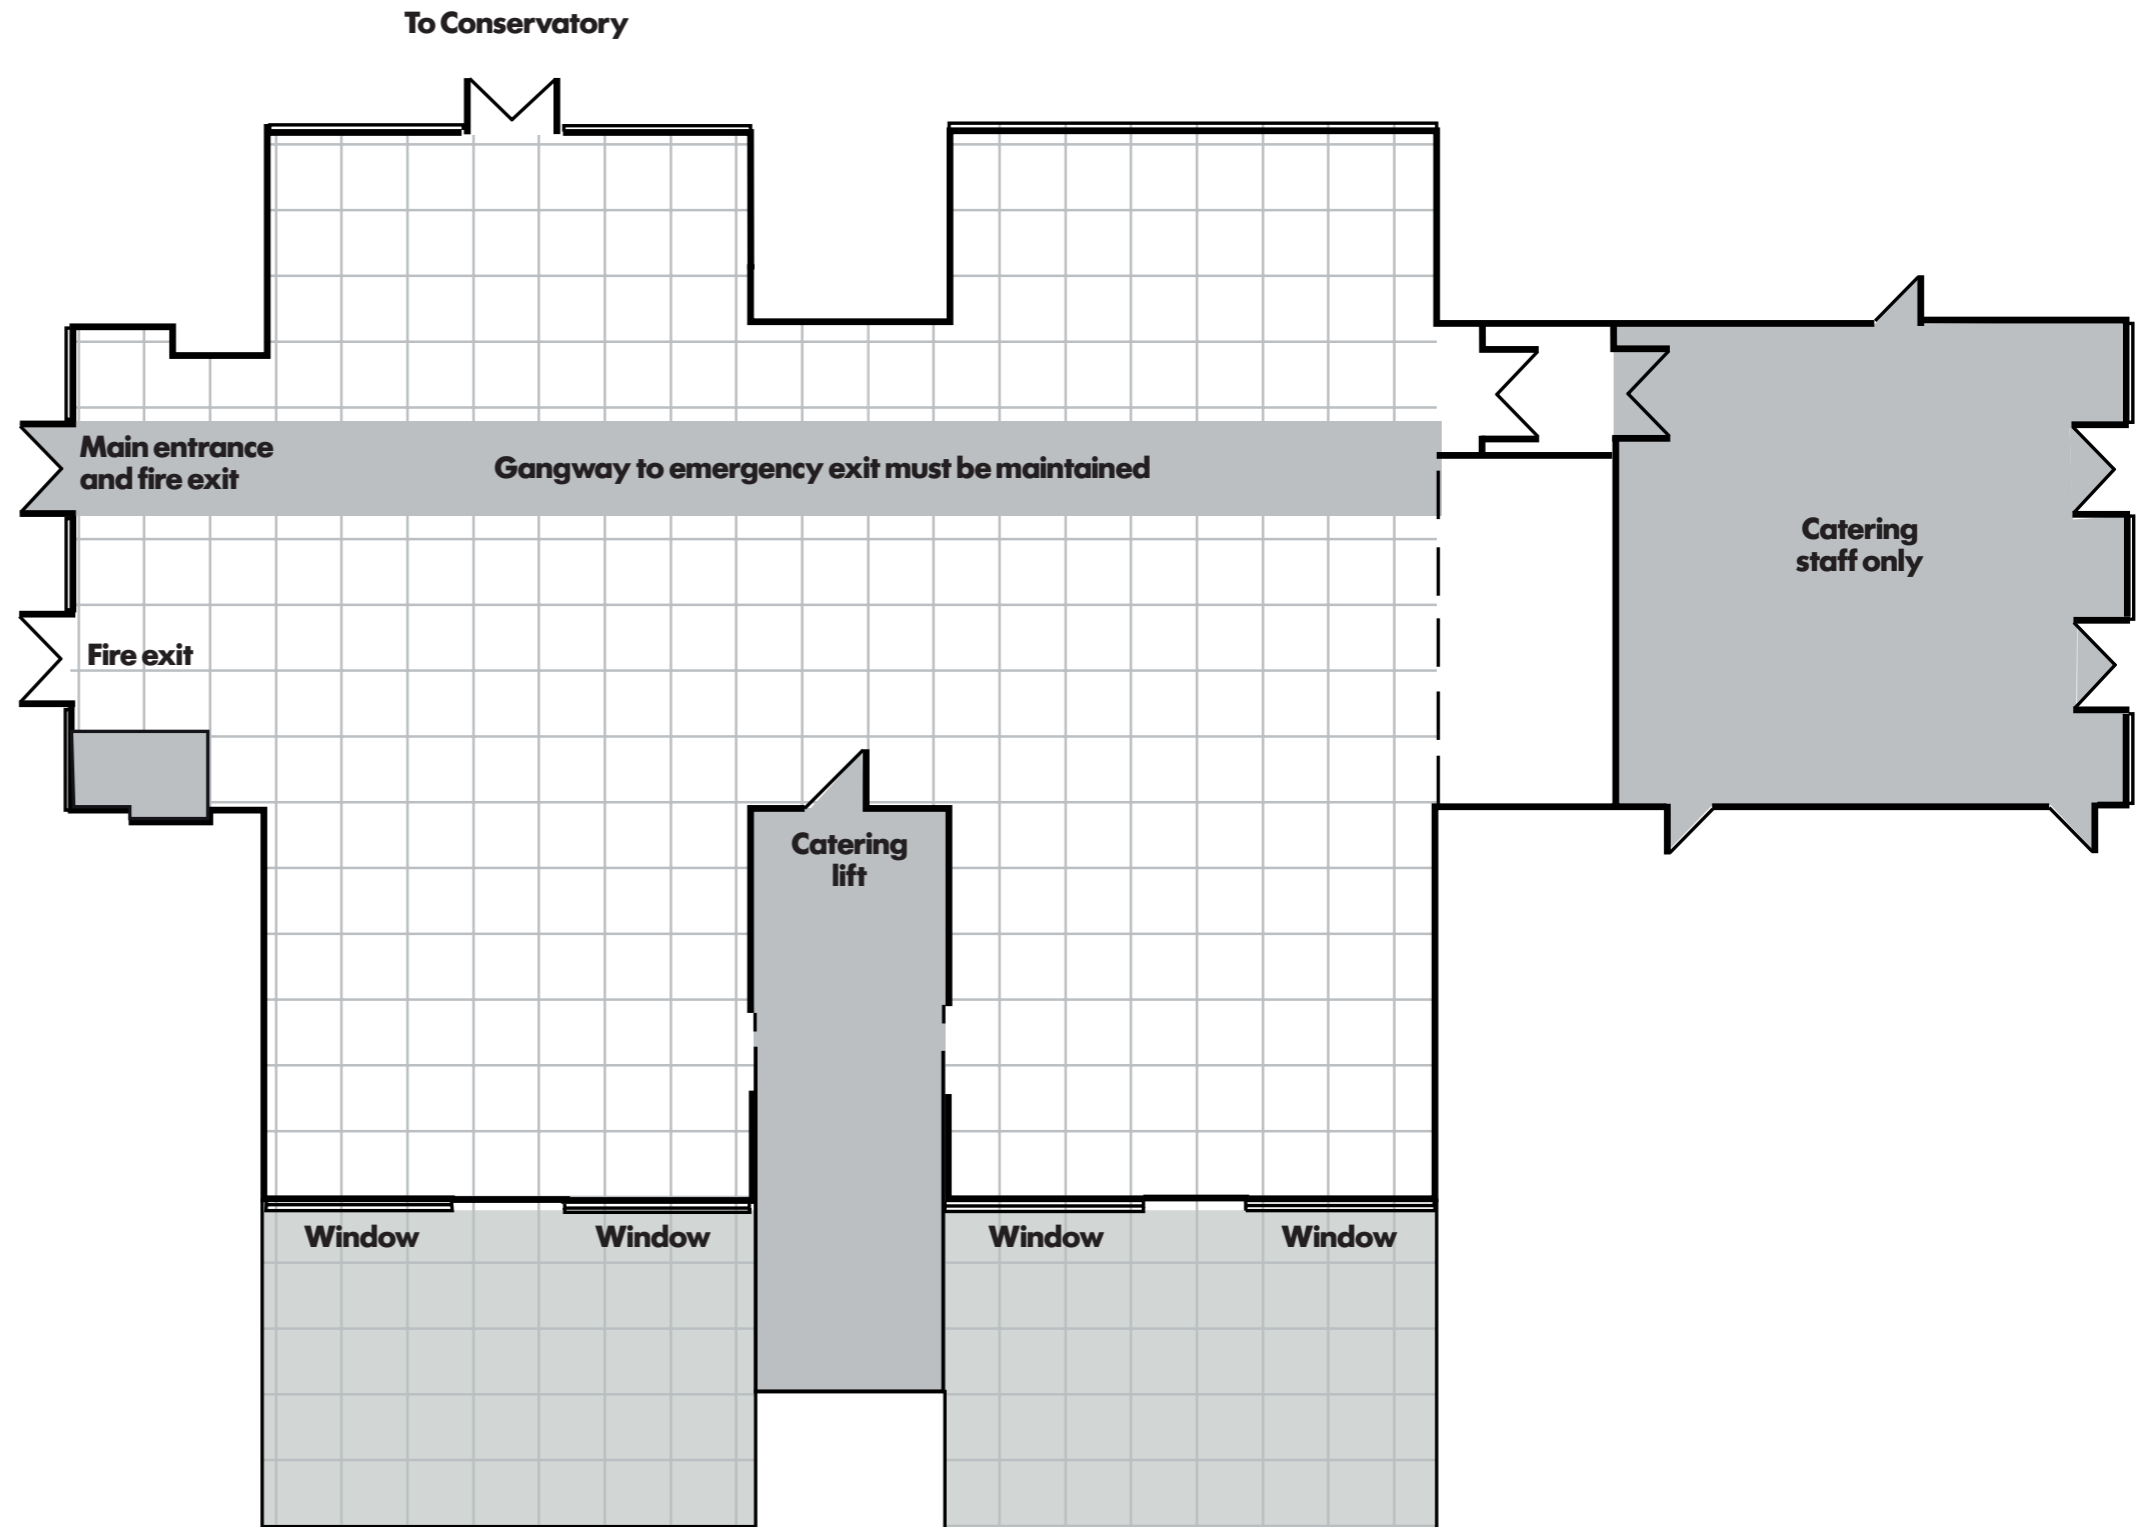 To Conservatory
Main entrance
and fire exit
Gangway to emergency exit must be maintained
Catering
staff only
Fire exit
Catering
lift
Window
Window
Window
Window